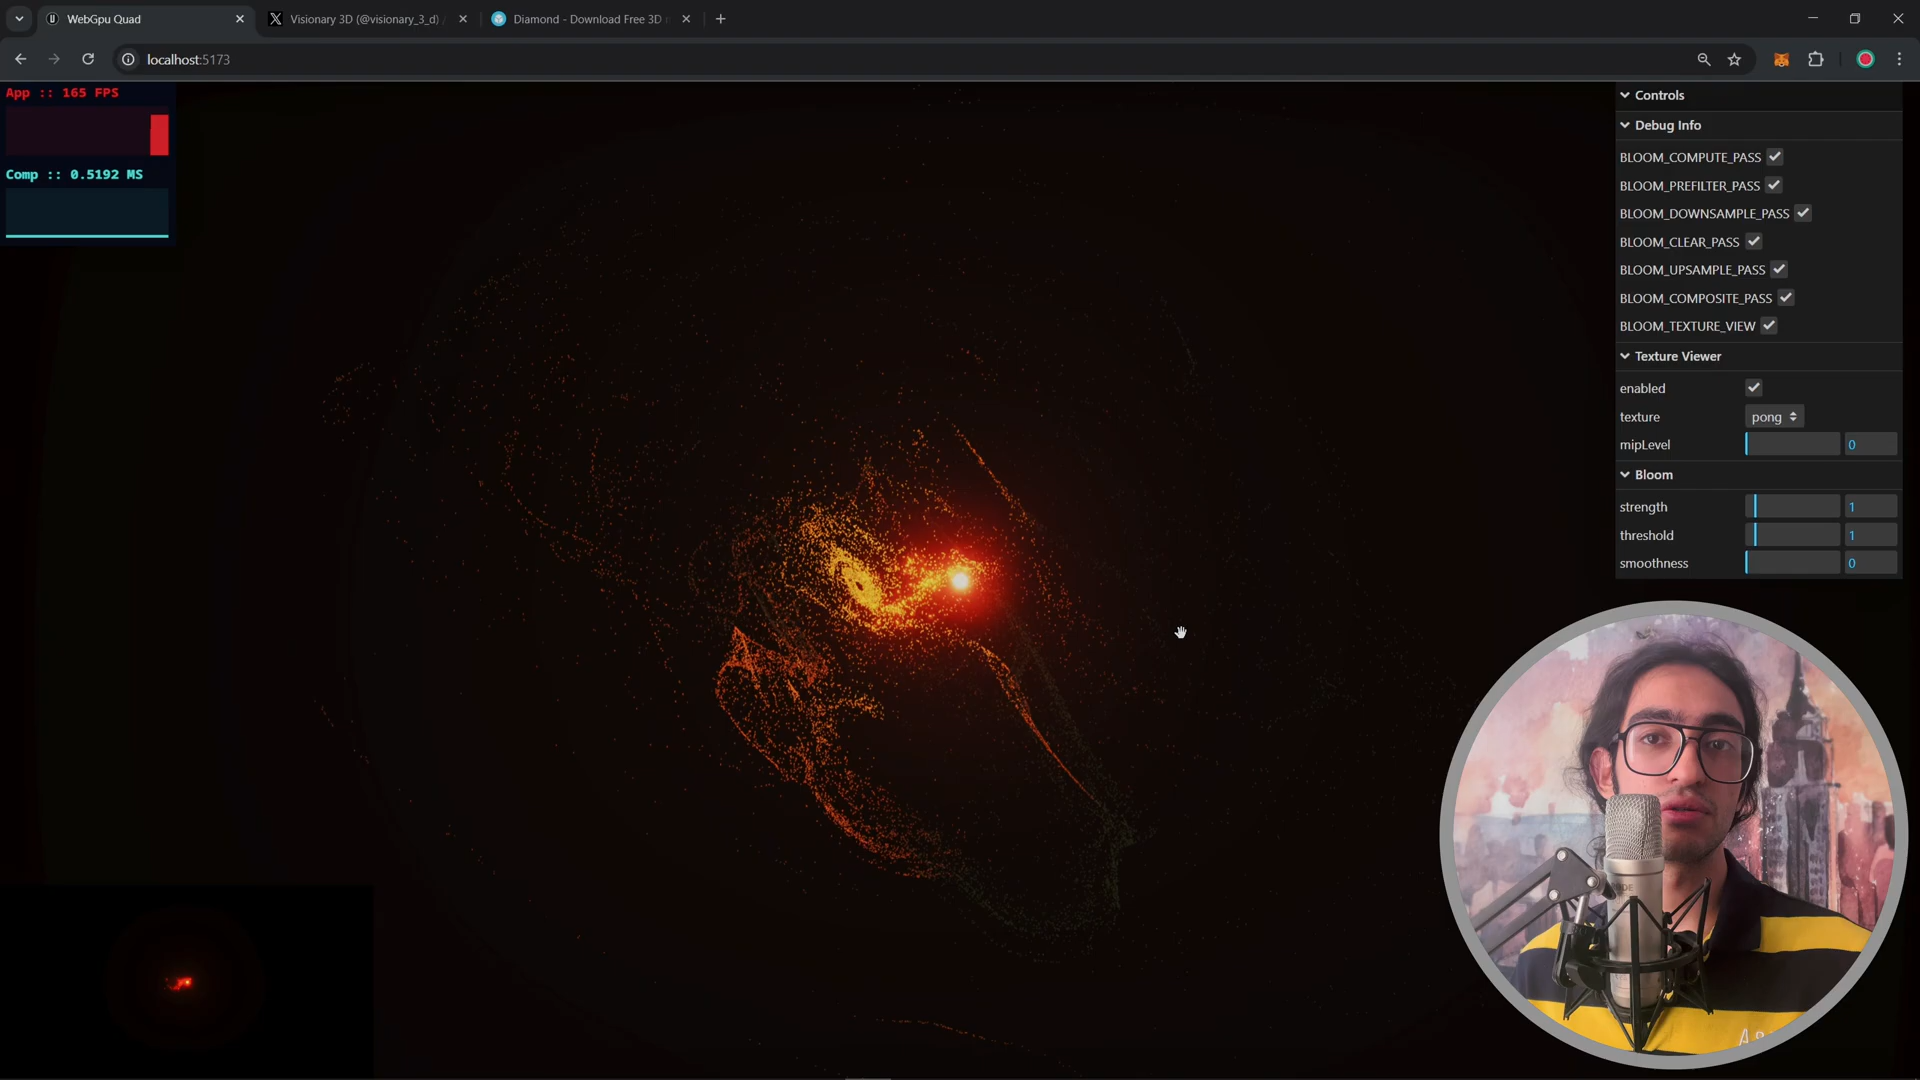 WebGpu Quad
Visionary 3D (@visionary_3_d) /
Diamond - Download Free 3D
localhost:5173
App :: 165 FPS
Comp :: 0.5192 MS
Controls
Debug Info
BLOOM_COMPUTE_PASS
BLOOM_PREFILTER_PASS
BLOOM_DOWNSAMPLE_PASS
BLOOM_CLEAR_PASS
BLOOM_UPSAMPLE_PASS
BLOOM_COMPOSITE_PASS
BLOOM_TEXTURE_VIEW
Texture Viewer
enabled
texture pong
mipLevel 0
Bloom
strength 1
threshold 1
smoothness 0